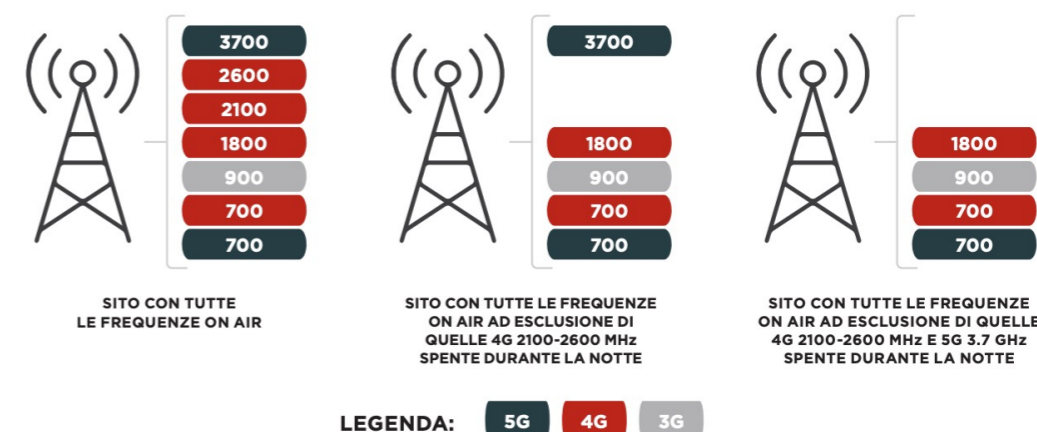 3700
2600
2100
1800
900
700
700
SITO CON TUTTE
LE FREQUENZE ON AIR
3700
1800
900
700
700
SITO CON TUTTE LE FREQUENZE
ON AIR AD ESCLUSIONE DI
QUELLE 4G 2100-2600 MHz
SPENTE DURANTE LA NOTTE
1800
900
700
700
SITO CON TUTTE LE FREQUENZE
ON AIR AD ESCLUSIONE DI QUELLE
4G 2100-2600 MHz E 5G 3.7 GHz
SPENTE DURANTE LA NOTTE
LEGENDA: 5G 4G 3G